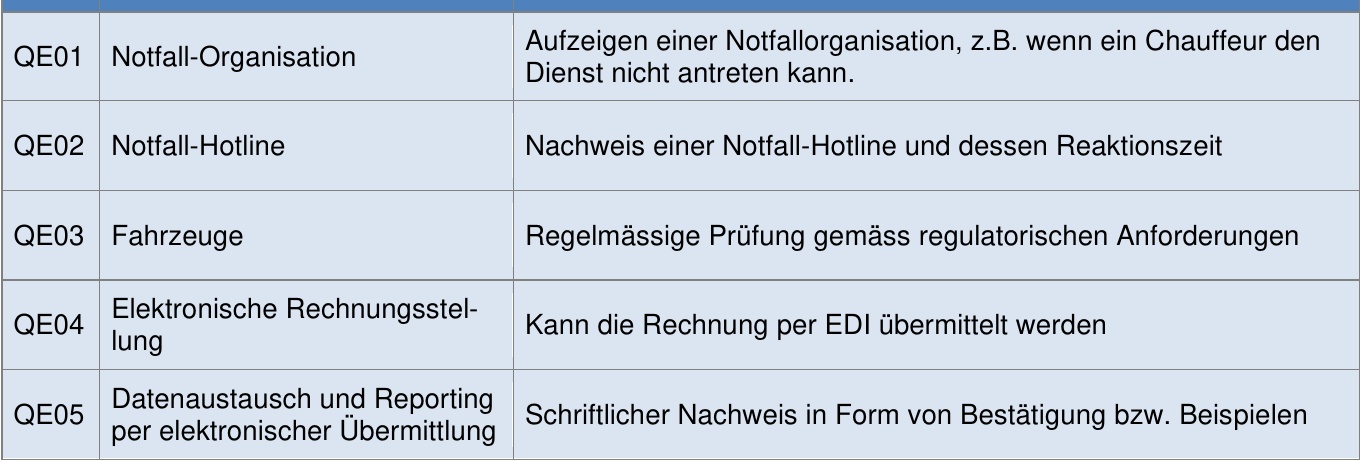 QE01 Notfall-Organisation Aufzeigen einer Notfallorganisation, z.B. wenn ein Chauffeur den
Dienst nicht antreten kann.
QE02 Notfall-Hotline Nachweis einer Notfall-Hotline und dessen Reaktionszeit
QE03 Fahrzeuge Regelmässige Prüfung gemäss regulatorischen Anforderungen
QE04 Elektronische Rechnungsstel-
lung Kann die Rechnung per EDI übermittelt werden
QE05 Datenaustausch und Reporting
per elektronischer Übermittlung Schriftlicher Nachweis in Form von Bestätigung bzw. Beispielen